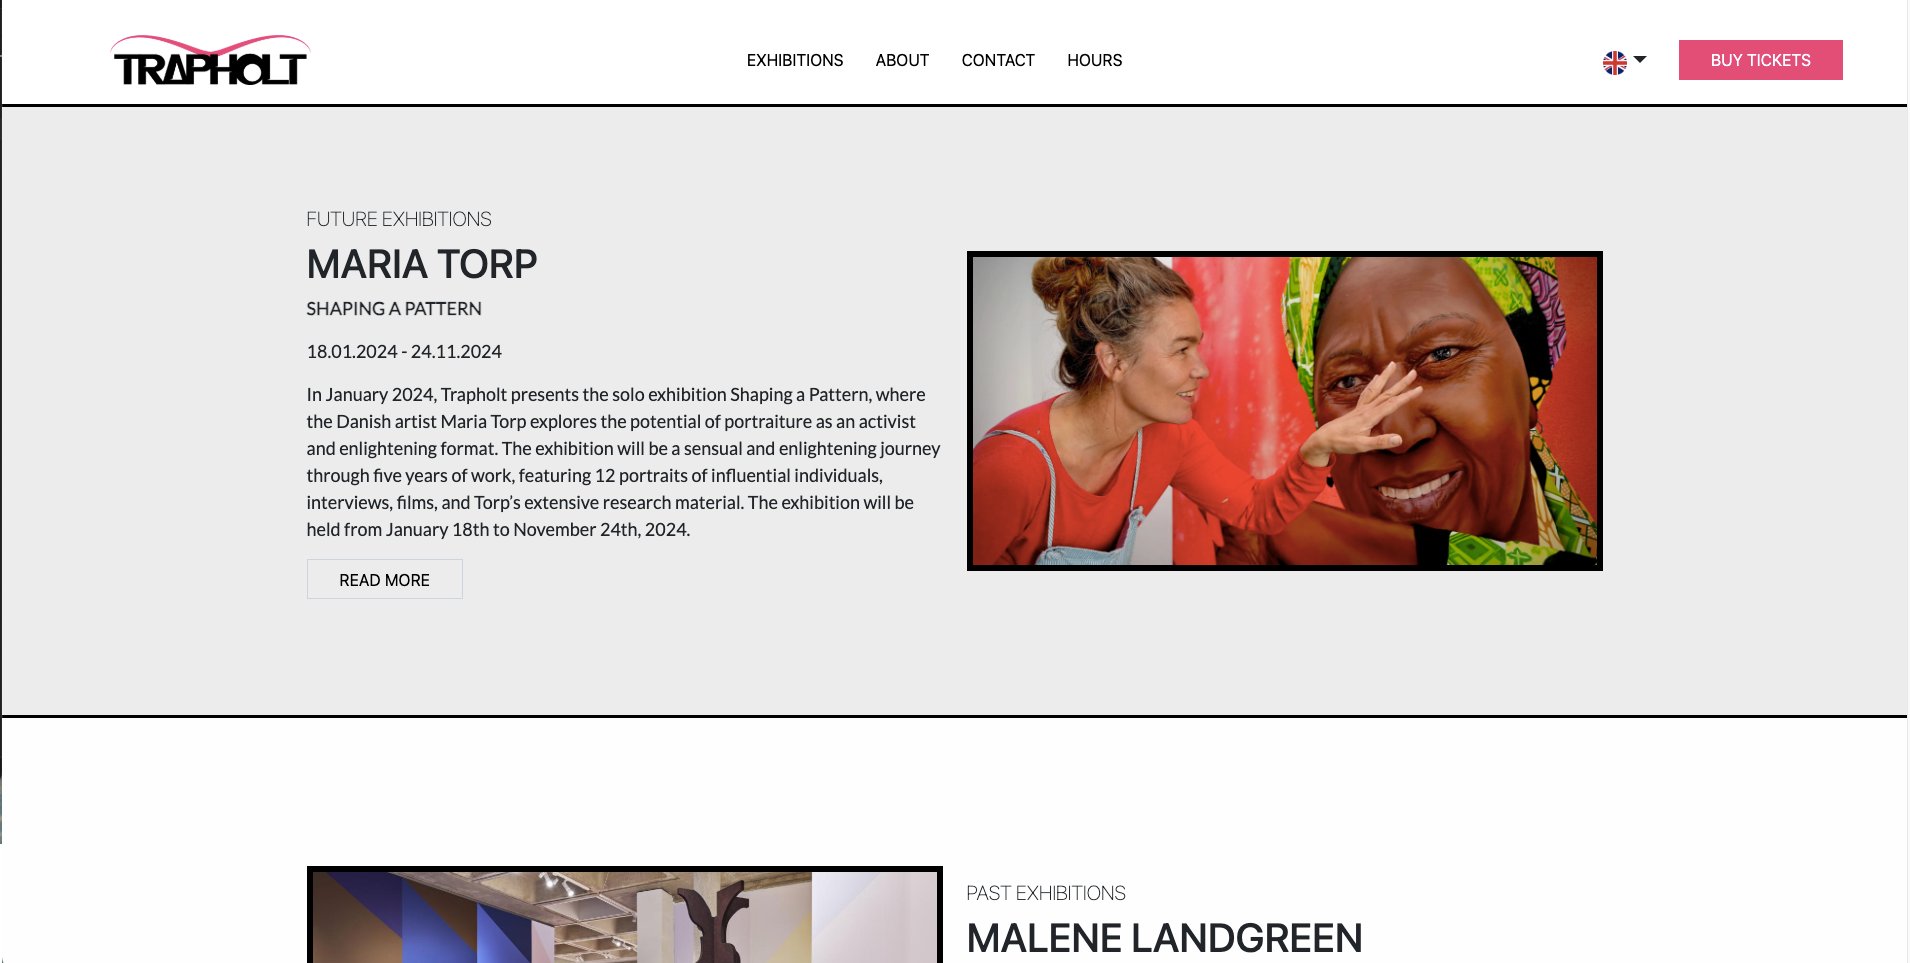 TRAPHOLT
EXHIBITIONS
ABOUT
CONTACT
HOURS
BUY TICKETS
FUTURE EXHIBITIONS
MARIA TORP
SHAPING A PATTERN
18.01.2024 - 24.11.2024
In January 2024, Trapholt presents the solo exhibition Shaping a Pattern, where
the Danish artist Maria Torp explores the potential of portraiture as an activist
and enlightening format. The exhibition will be a sensual and enlightening journey
through five years of work, featuring 12 portraits of influential individuals,
interviews, films, and Torp’s extensive research material. The exhibition will be
held from January 18th to November 24th, 2024.
READ MORE
PAST EXHIBITIONS
MALENE LANDGREEN